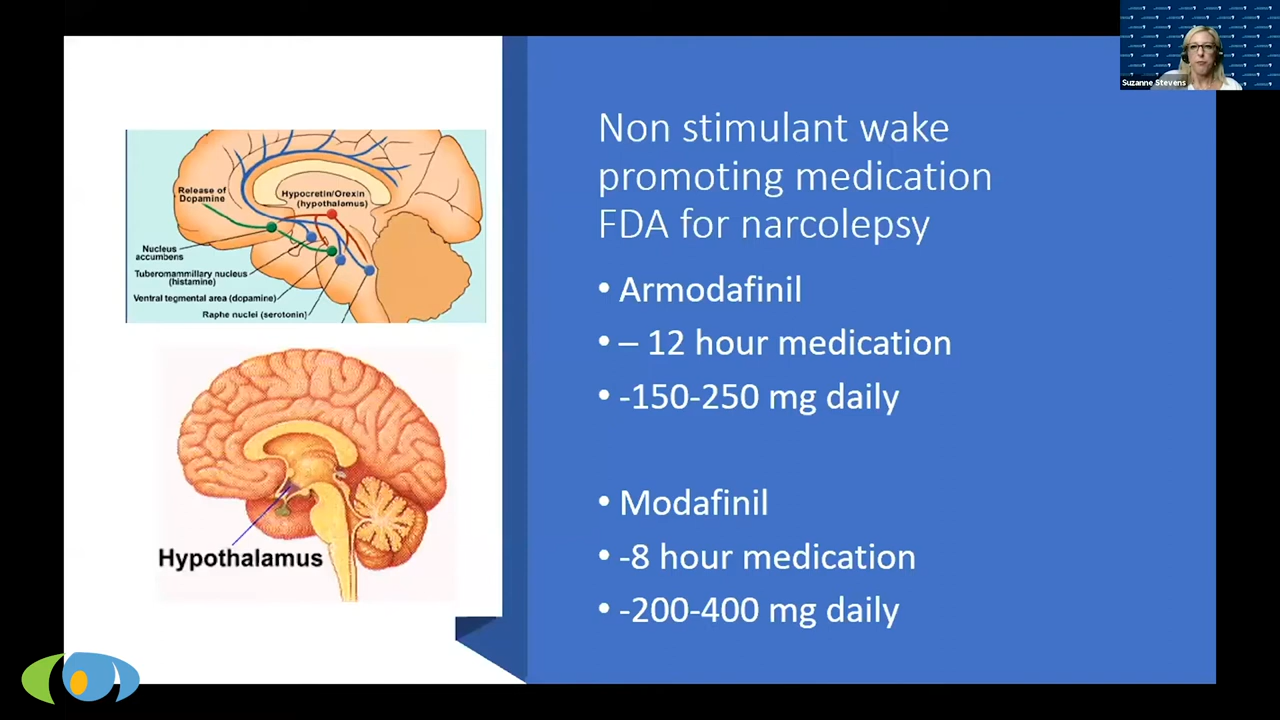 Suzanne Stevens
Non stimulant wake
promoting medication
FDA for narcolepsy
• Armodafinil
• – 12 hour medication
• -150-250 mg daily
• Modafinil
• -8 hour medication
• -200-400 mg daily
Release of
Dopamine
Hypocretin/Orexin
(hypothalamus)
Nucleus
accumbens
Tuberomammillary nucleus
(histamine)
Ventral tegmental area (dopamine)
Raphe nuclei (serotonin)
Hypothalamus